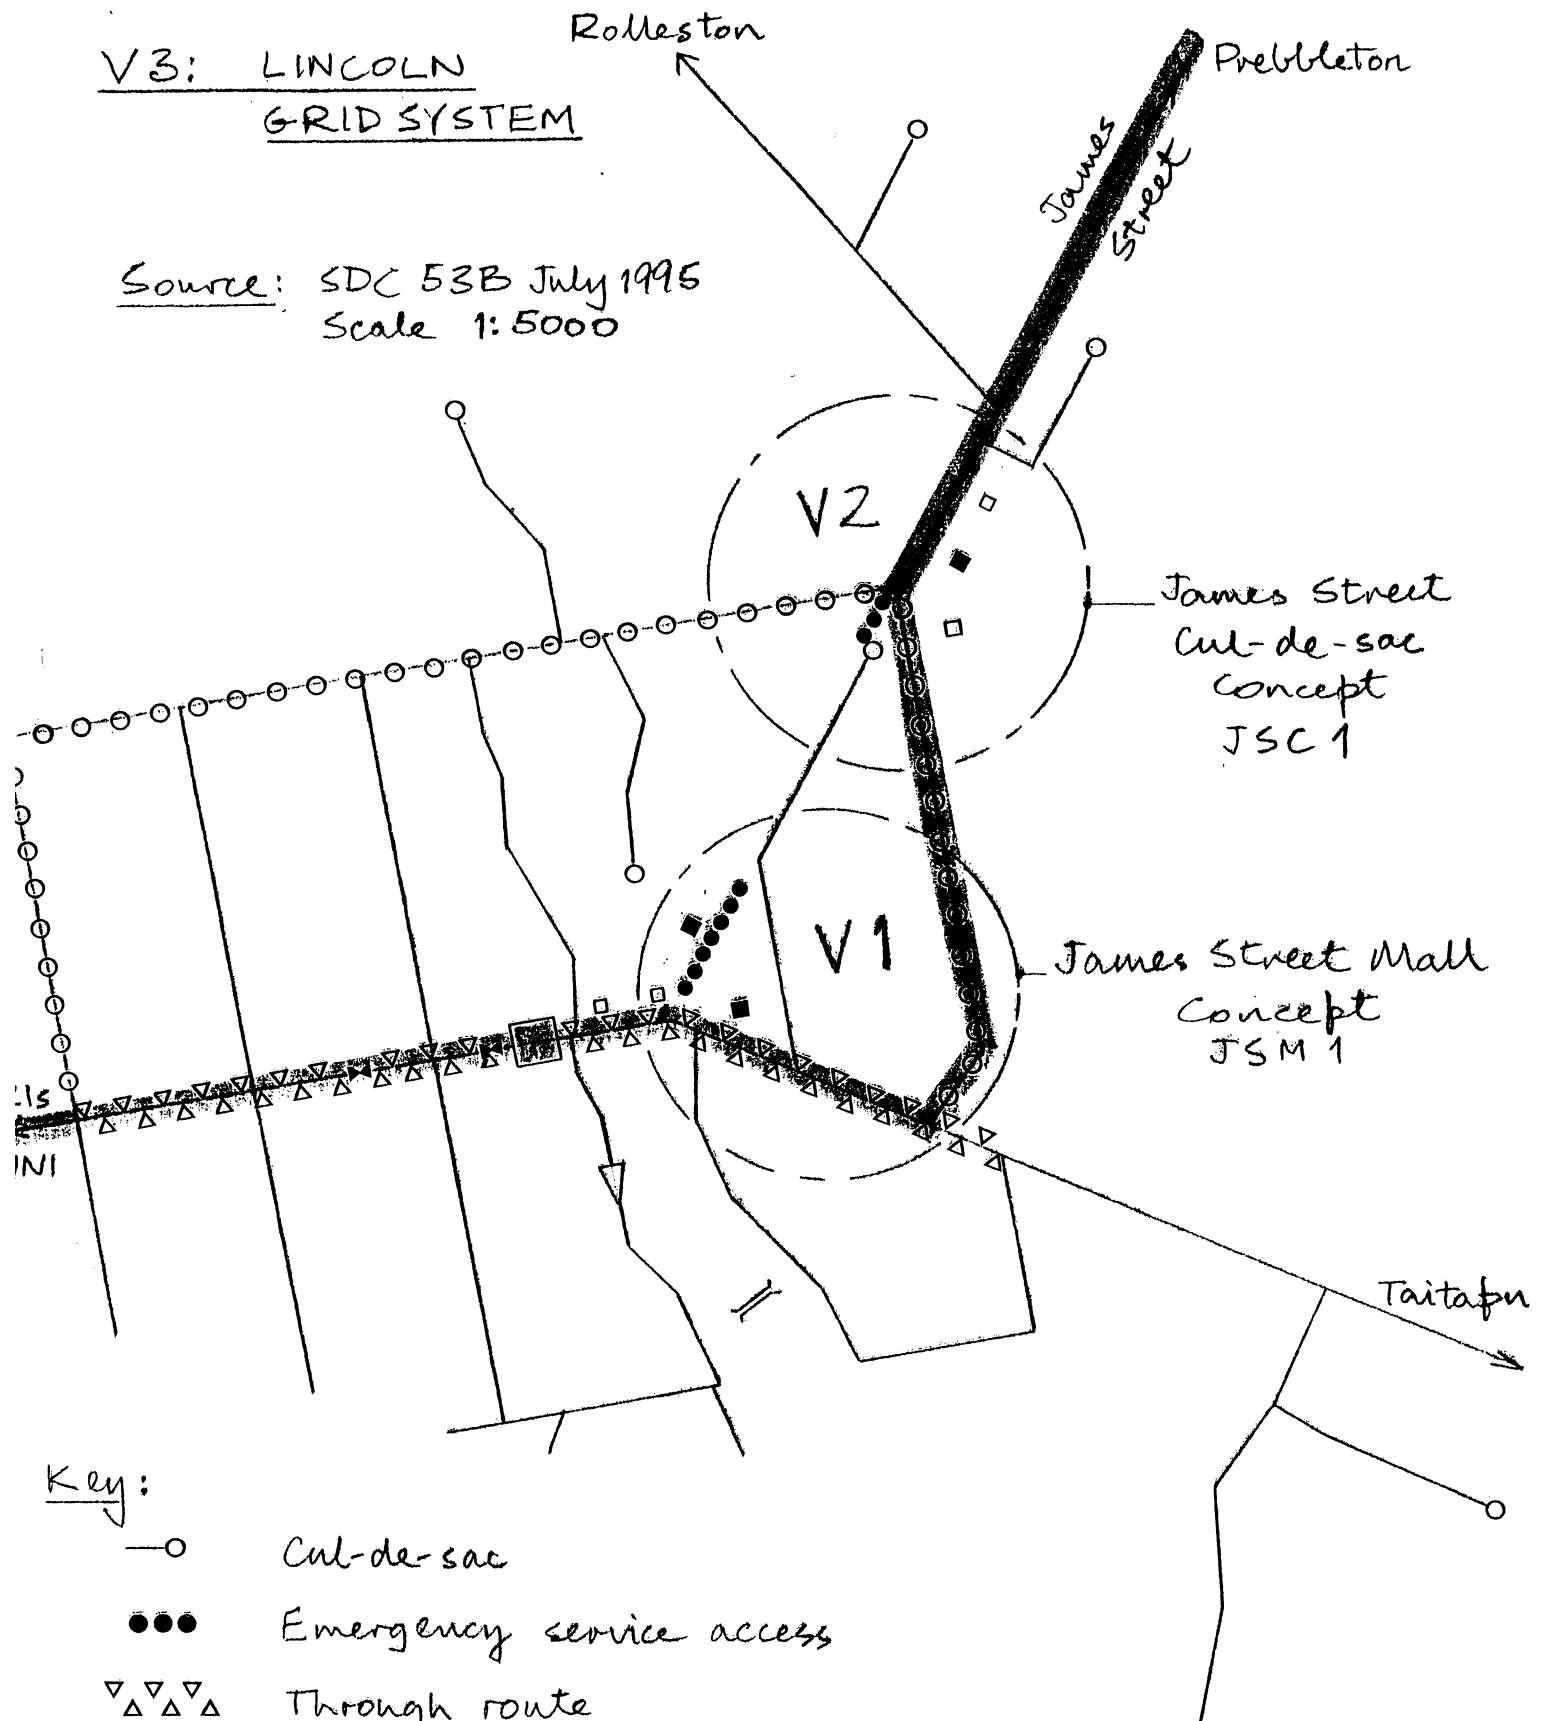 V3: LINCOLN
GRID SYSTEM
Rolleston
Prebbleton
James
Street
Source: SDC 53B July 1995
Scale 1:5000
V2
James Street
Cul-de-sac
Concept
JSC 1
V1
James Street Mall
Concept
JSM 1
Taitapu
Key:
Cul-de-sac
Emergency service access
Through route